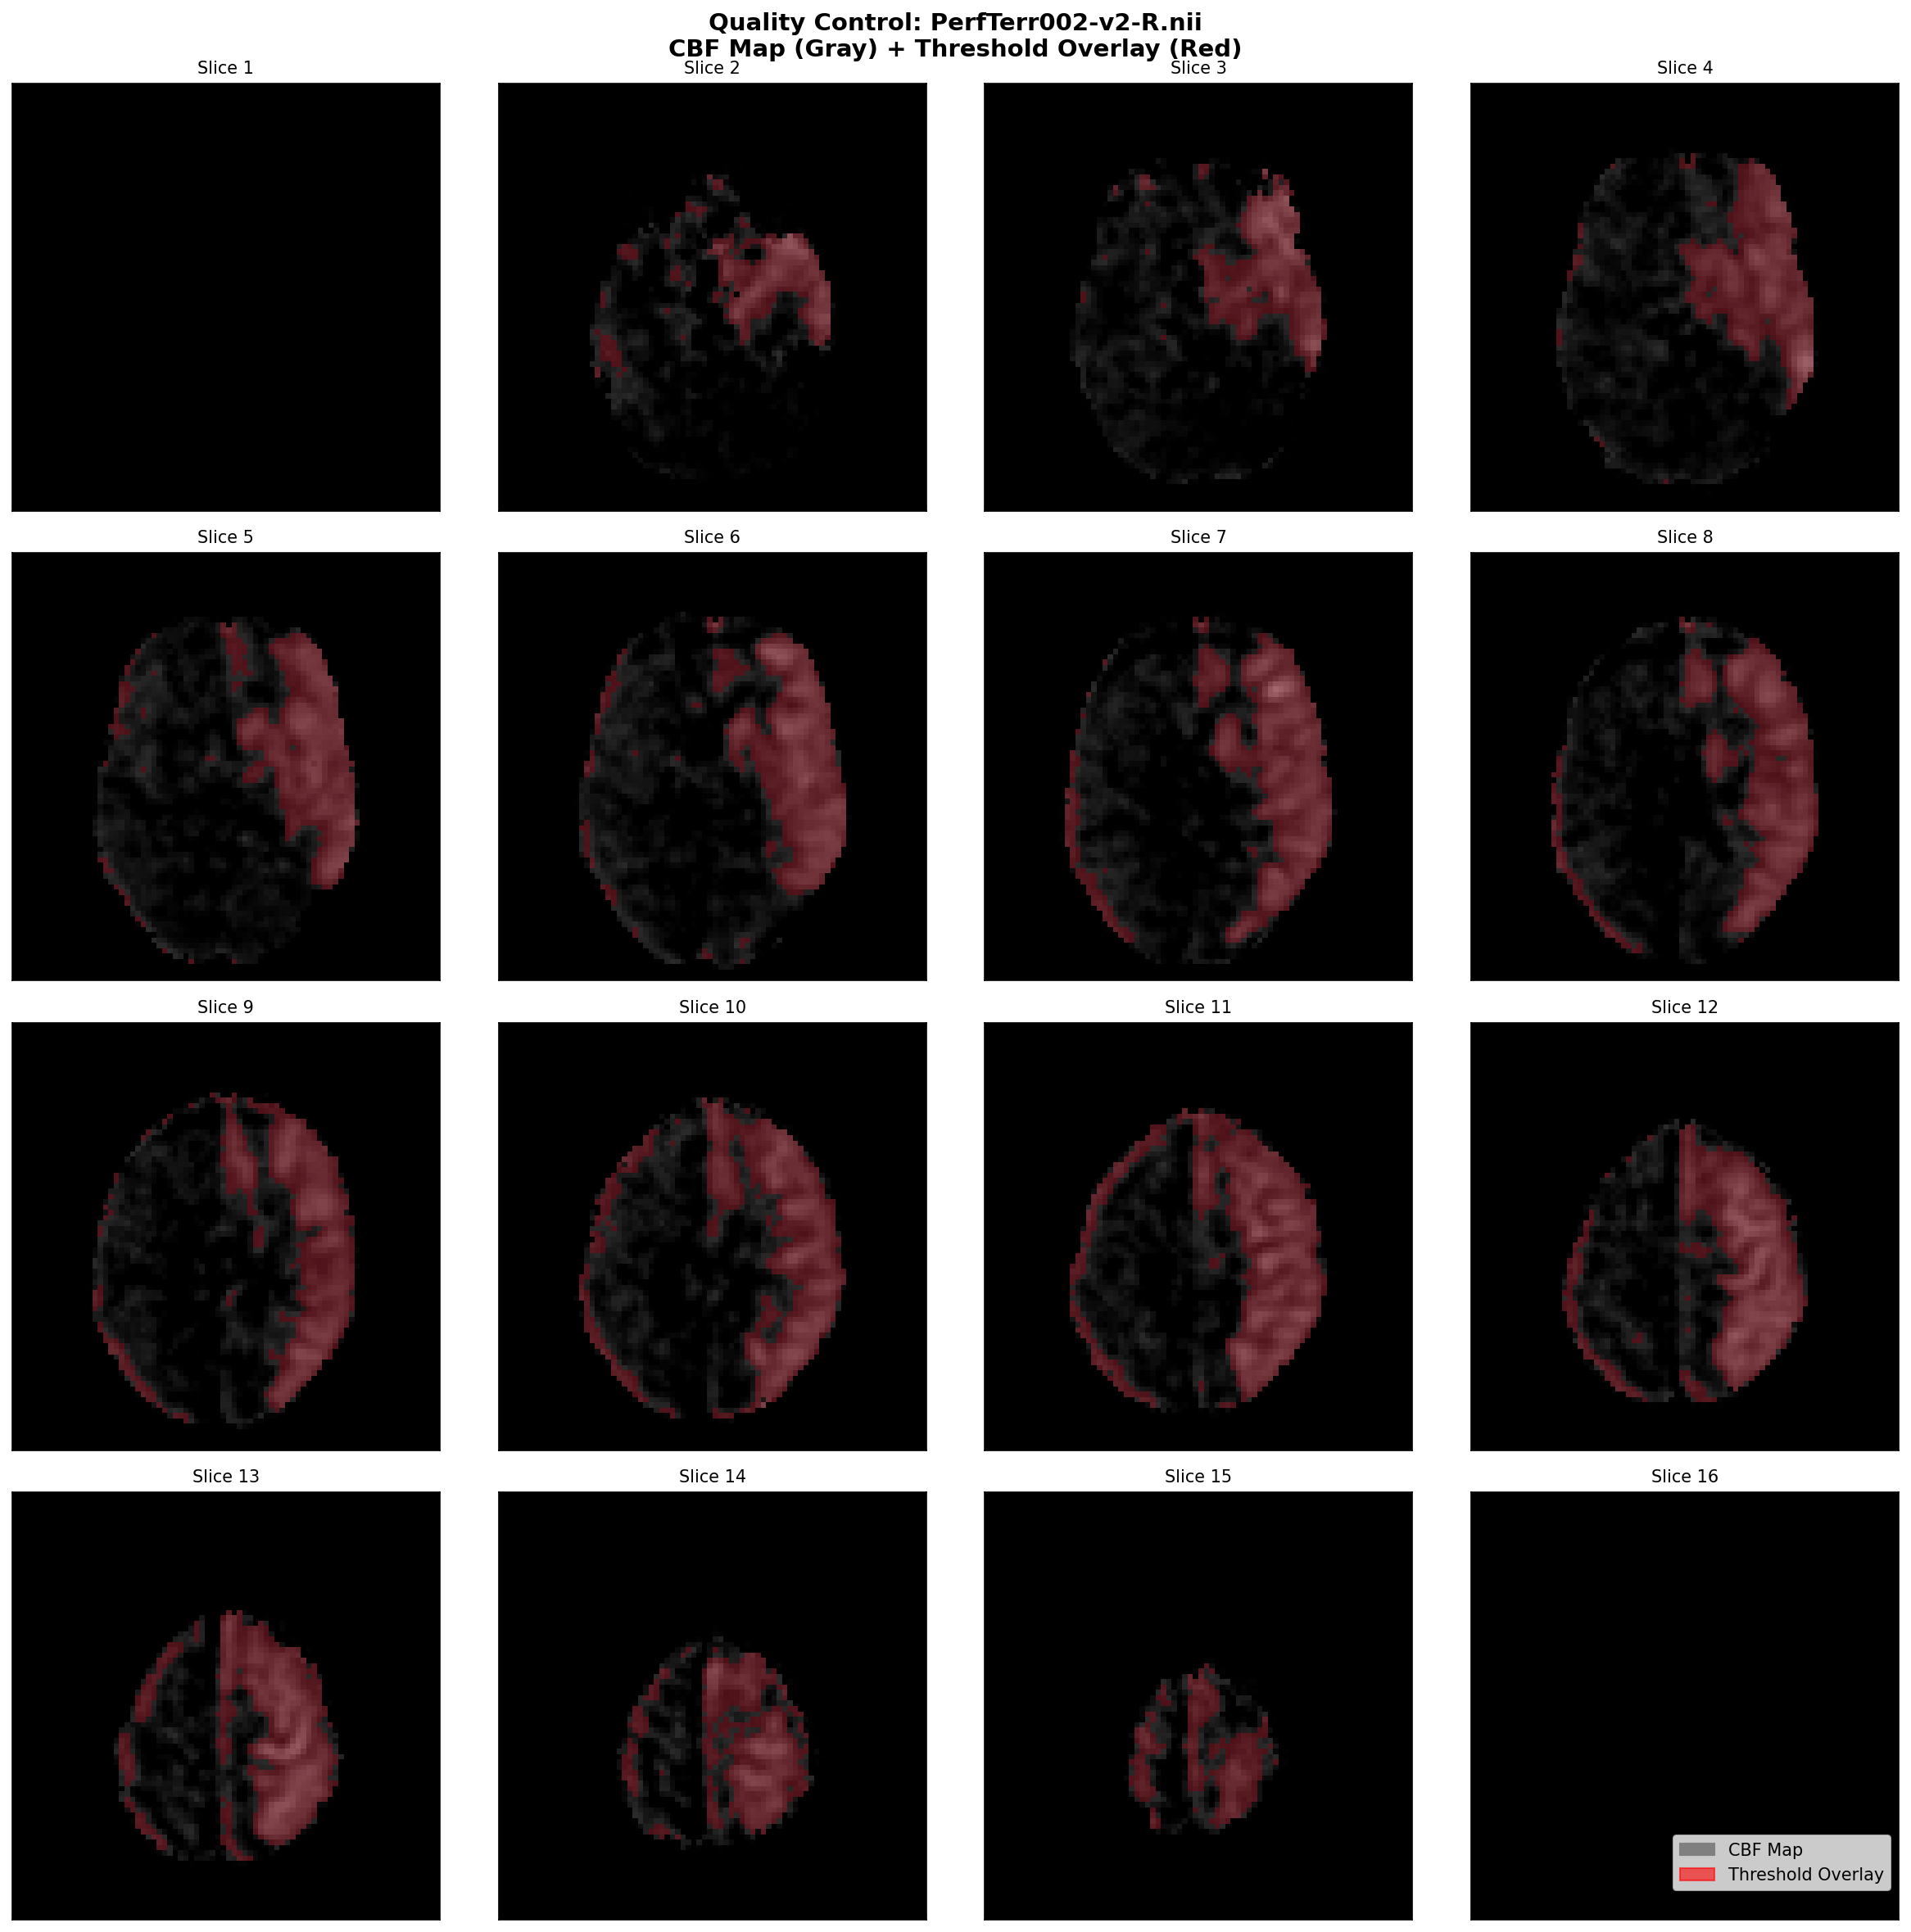 Quality Control: PerfTerr002-v2-R.nii
CBF Map (Gray) + Threshold Overlay (Red)
Slice 1
Slice 2
Slice 3
Slice 4
Slice 5
Slice 6
Slice 7
Slice 8
Slice 9
Slice 10
Slice 11
Slice 12
Slice 13
Slice 14
Slice 15
Slice 16
CBF Map
Threshold Overlay